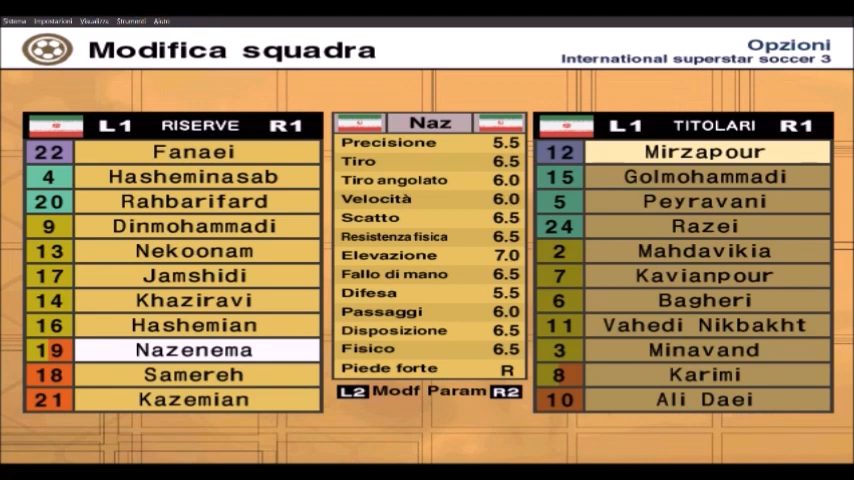 Sistema Impostazioni Visualizza Strumenti Aiuto
Modifica squadra
Opzioni
International superstar soccer 3
L1 RISERVE R1
22 Fanaei
4 Hasheminasab
20 Rahbarifard
9 Dinmohammadi
13 Nekoonam
17 Jamshidi
14 Khaziravi
16 Hashemian
19 Nazenema
18 Samereh
21 Kazemian
Naz
Precisione 5.5
Tiro 6.5
Tiro angolato 6.0
Velocità 6.0
Scatto 6.5
Resistenza fisica 6.5
Elevazione 7.0
Fallo di mano 6.5
Difesa 5.5
Passaggi 6.0
Disposizione 6.5
Fisico 6.5
Piede forte R
L2 Modf Param R2
L1 TITOLARI R1
12 Mirzapour
15 Golmohammadi
5 Peyravani
24 Razei
2 Mahdavikia
7 Kavianpour
6 Bagheri
11 Vahedi Nikbakht
3 Minavand
8 Karimi
10 Ali Daei